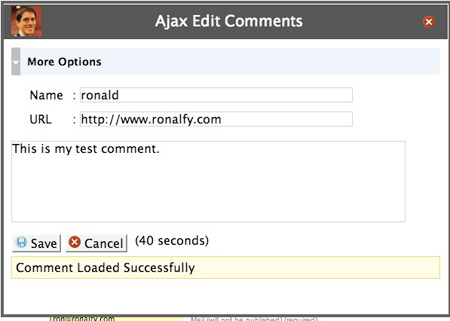 Ajax Edit Comments
More Options
Name : ronald
URL : http://www.ronalfy.com
This is my test comment.
Save Cancel (40 seconds)
Comment Loaded Successfully
ron@ronalfy.com Mail (will not be published) (required)